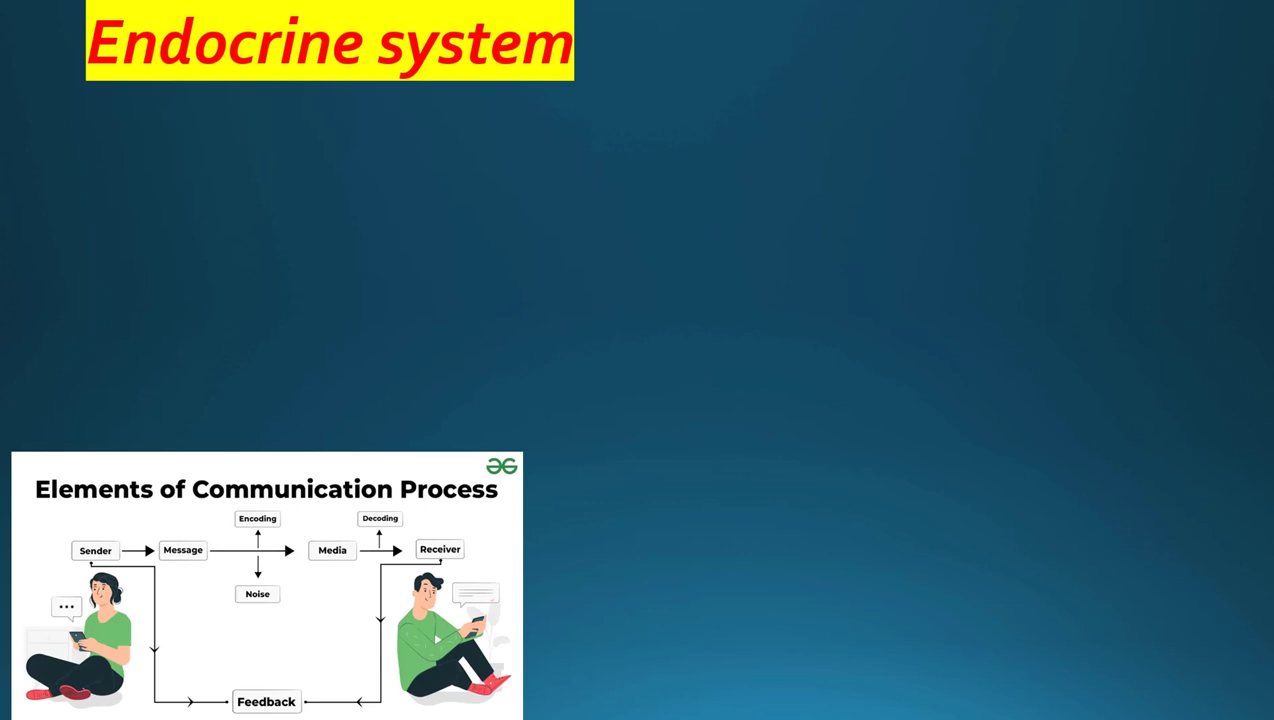 Endocrine system
Elements of Communication Process
Encoding
Decoding
Sender
Message
Media
Receiver
Noise
Feedback